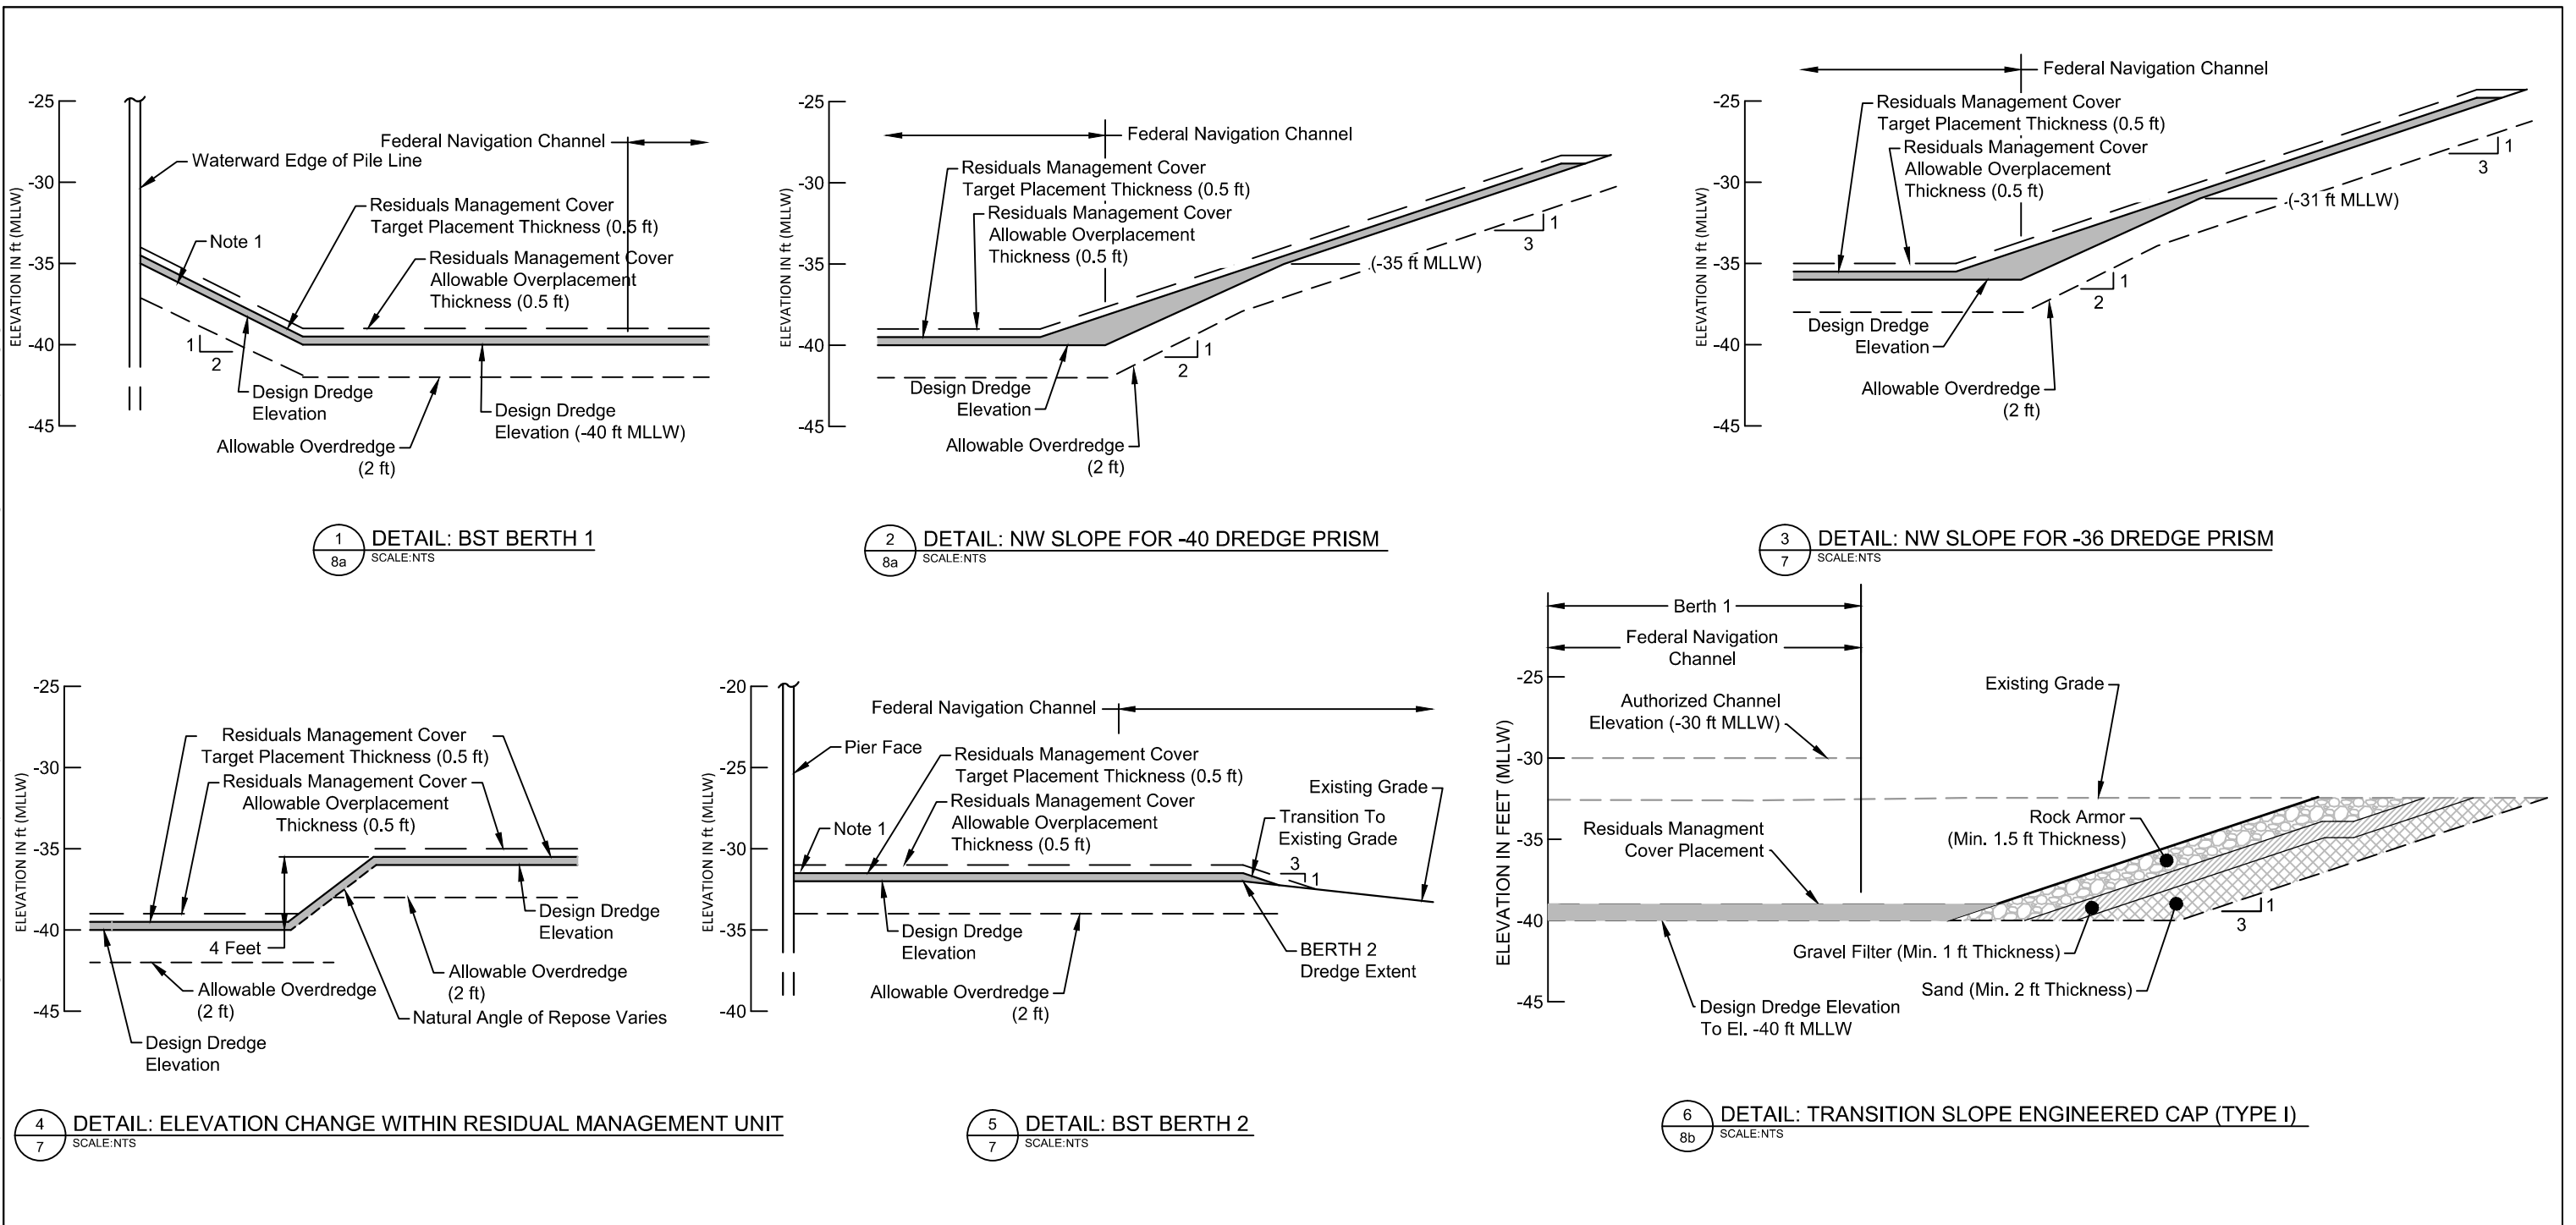 -25
-30
-35
-40
-45
ELEVATION IN ft (MLLW)
Federal Navigation Channel
Waterward Edge of Pile Line
Residuals Management Cover
Target Placement Thickness (0.5 ft)
Note 1
Residuals Management Cover
Allowable Overplacement
Thickness (0.5 ft)
1
2
Design Dredge
Elevation
Design Dredge
Elevation (-40 ft MLLW)
Allowable Overdredge
(2 ft)
1
8a
DETAIL: BST BERTH 1
SCALE:NTS
-25
-30
-35
-40
-45
ELEVATION IN ft (MLLW)
Federal Navigation Channel
Residuals Management Cover
Target Placement Thickness (0.5 ft)
Residuals Management Cover
Allowable Overplacement
Thickness (0.5 ft)
1
3
(-35 ft MLLW)
1
2
Design Dredge
Elevation
Allowable Overdredge
(2 ft)
2
8a
DETAIL: NW SLOPE FOR -40 DREDGE PRISM
SCALE:NTS
-25
-30
-35
-40
-45
ELEVATION IN ft (MLLW)
Federal Navigation Channel
Residuals Management Cover
Target Placement Thickness (0.5 ft)
Residuals Management Cover
Allowable Overplacement
Thickness (0.5 ft)
1
3
(-31 ft MLLW)
1
2
Design Dredge
Elevation
Allowable Overdredge
(2 ft)
3
7
DETAIL: NW SLOPE FOR -36 DREDGE PRISM
SCALE:NTS
-25
-30
-35
-40
-45
ELEVATION IN ft (MLLW)
Residuals Management Cover
Target Placement Thickness (0.5 ft)
Residuals Management Cover
Allowable Overplacement
Thickness (0.5 ft)
4 Feet
Design Dredge
Elevation
Allowable Overdredge
(2 ft)
Allowable Overdredge
(2 ft)
Natural Angle of Repose Varies
Design Dredge
Elevation
4
7
DETAIL: ELEVATION CHANGE WITHIN RESIDUAL MANAGEMENT UNIT
SCALE:NTS
-20
-25
-30
-35
-40
ELEVATION IN ft (MLLW)
Federal Navigation Channel
Pier Face
Residuals Management Cover
Target Placement Thickness (0.5 ft)
Existing Grade
Residuals Management Cover
Allowable Overplacement
Thickness (0.5 ft)
Note 1
Transition To
Existing Grade
3
1
Design Dredge
Elevation
BERTH 2
Dredge Extent
Allowable Overdredge
(2 ft)
5
7
DETAIL: BST BERTH 2
SCALE:NTS
Berth 1
Federal Navigation
Channel
-25
-30
-35
-40
-45
ELEVATION IN FEET (MLLW)
Authorized Channel
Elevation (-30 ft MLLW)
Existing Grade
Residuals Managment
Cover Placement
Rock Armor
(Min. 1.5 ft Thickness)
1
3
Gravel Filter (Min. 1 ft Thickness)
Sand (Min. 2 ft Thickness)
Design Dredge Elevation
To El. -40 ft MLLW
6
8b
DETAIL: TRANSITION SLOPE ENGINEERED CAP (TYPE I)
SCALE:NTS